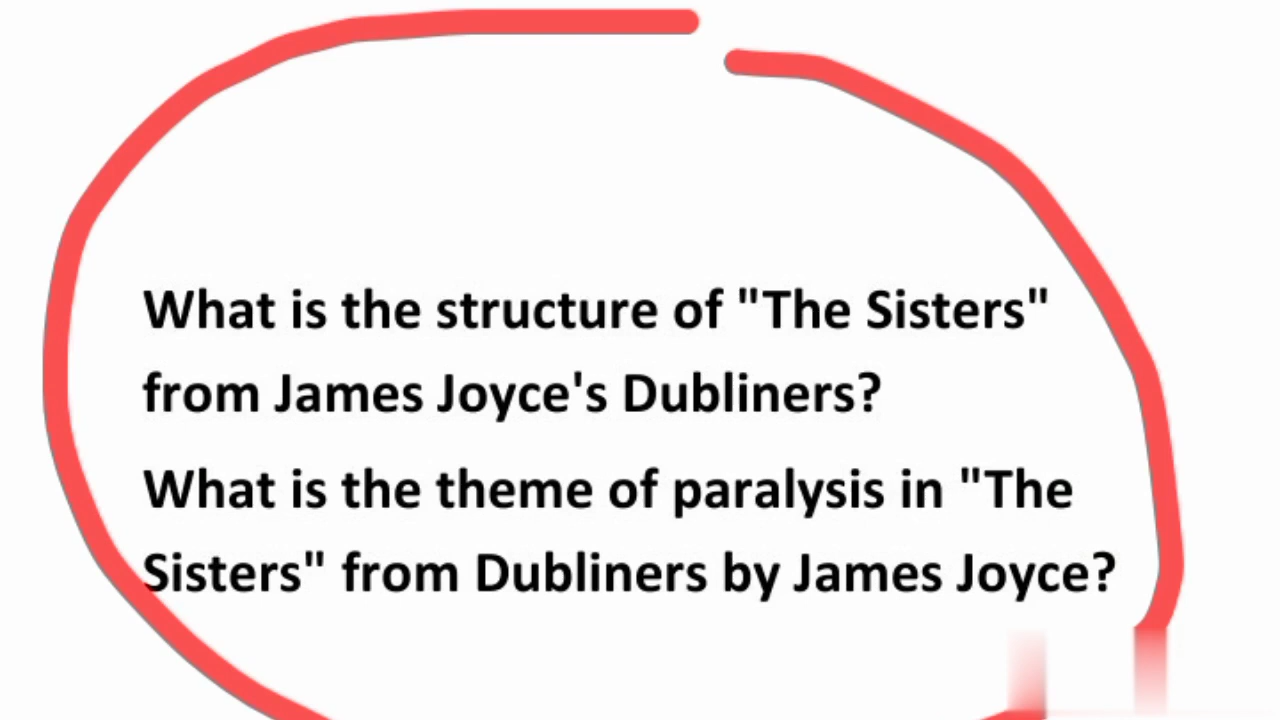 What is the structure of "The Sisters"
from James Joyce's Dubliners?
What is the theme of paralysis in "The
Sisters" from Dubliners by James Joyce?